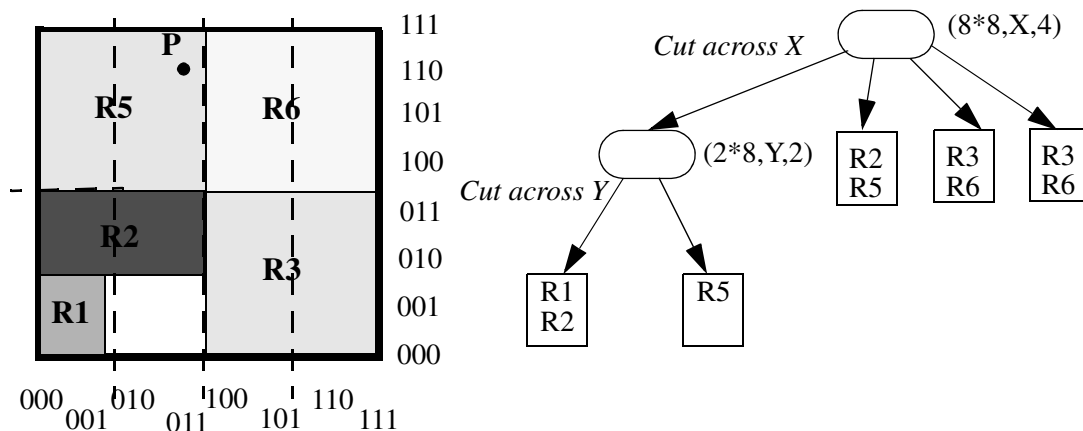 P
R5
R6
R2
R3
R1
111
110
101
100
011
010
001
000
000
001
010
011
100
101
110
111
Cut across X
(8*8,X,4)
(2*8,Y,2)
Cut across Y
R2
R5
R3
R6
R3
R6
R1
R2
R5